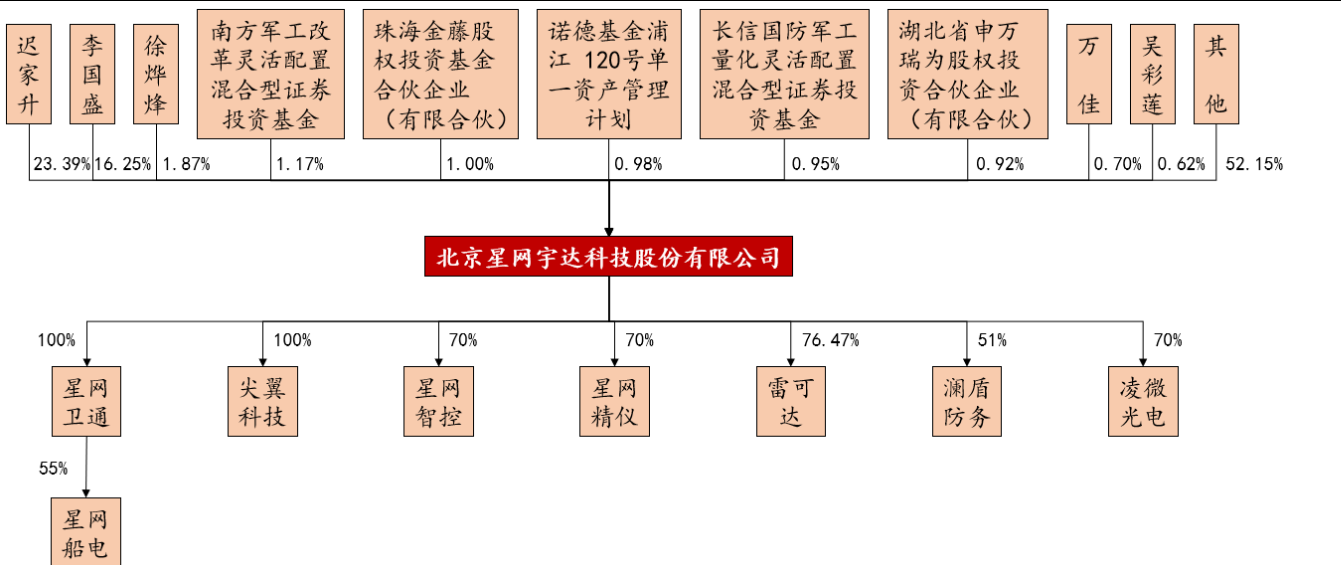 迟家升
李国盛
徐烨烽
南方军工改
革灵活配置
混合型证券
投资基金
珠海金藤股
权投资基金
合伙企业
（有限合伙）
诺德基金浦
江 120号单
一资产管理
计划
长信国防军工
量化灵活配置
混合型证券投
资基金
湖北省申万
瑞为股权投
资合伙企业
（有限合伙）
万佳
吴彩莲
其他
23.39%
16.25%
1.87%
1.17%
1.00%
0.98%
0.95%
0.92%
0.70%
0.62%
52.15%
北京星网宇达科技股份有限公司
100%
100%
70%
70%
76.47%
51%
70%
星网
卫通
尖翼
科技
星网
智控
星网
精仪
雷可
达
澜盾
防务
凌微
光电
55%
星网
船电